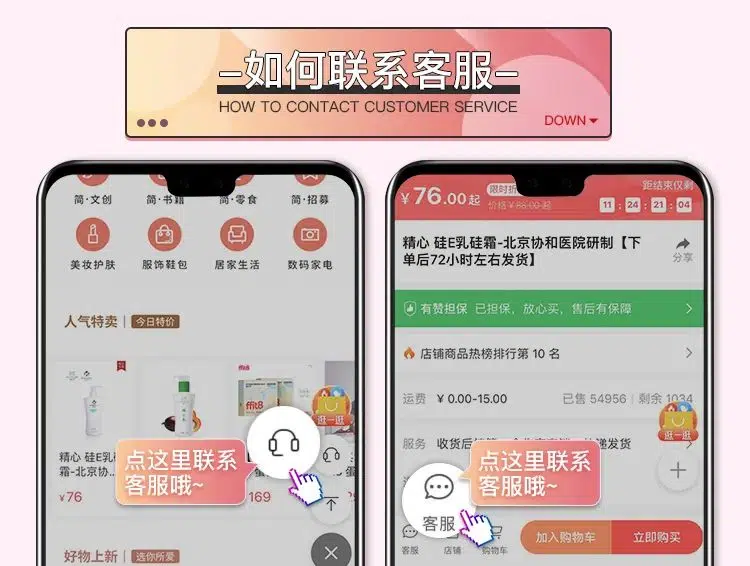 如何联系客服
HOW TO CONTACT CUSTOMER SERVICE
DOWN
简·文创
简·书籍
简·零食
简·招募
美妆护肤
服饰鞋包
居家生活
数码家电
人气特卖
今日特价
ffit8
逛一逛
精心 硅E乳
霜-北京协..
¥76
169
点这里联系
客服哦~
好物上新
选你所爱
¥76.00起
限时折
价格¥85.00起
距结束仅剩
11:24:21:04
精心 硅E乳硅霜-北京协和医院研制【下
单后72小时左右发货】
分享
有赞担保 已担保,放心买,售后有保障
店铺商品热榜排行第 10 名
运费 ¥ 0.00-15.00
已售 54956
剩余 1034
逛一逛
服务
收货后结算
递发货
点这里联系
客服哦~
客服
客服
店铺
购物车
加入购物车
立即购买